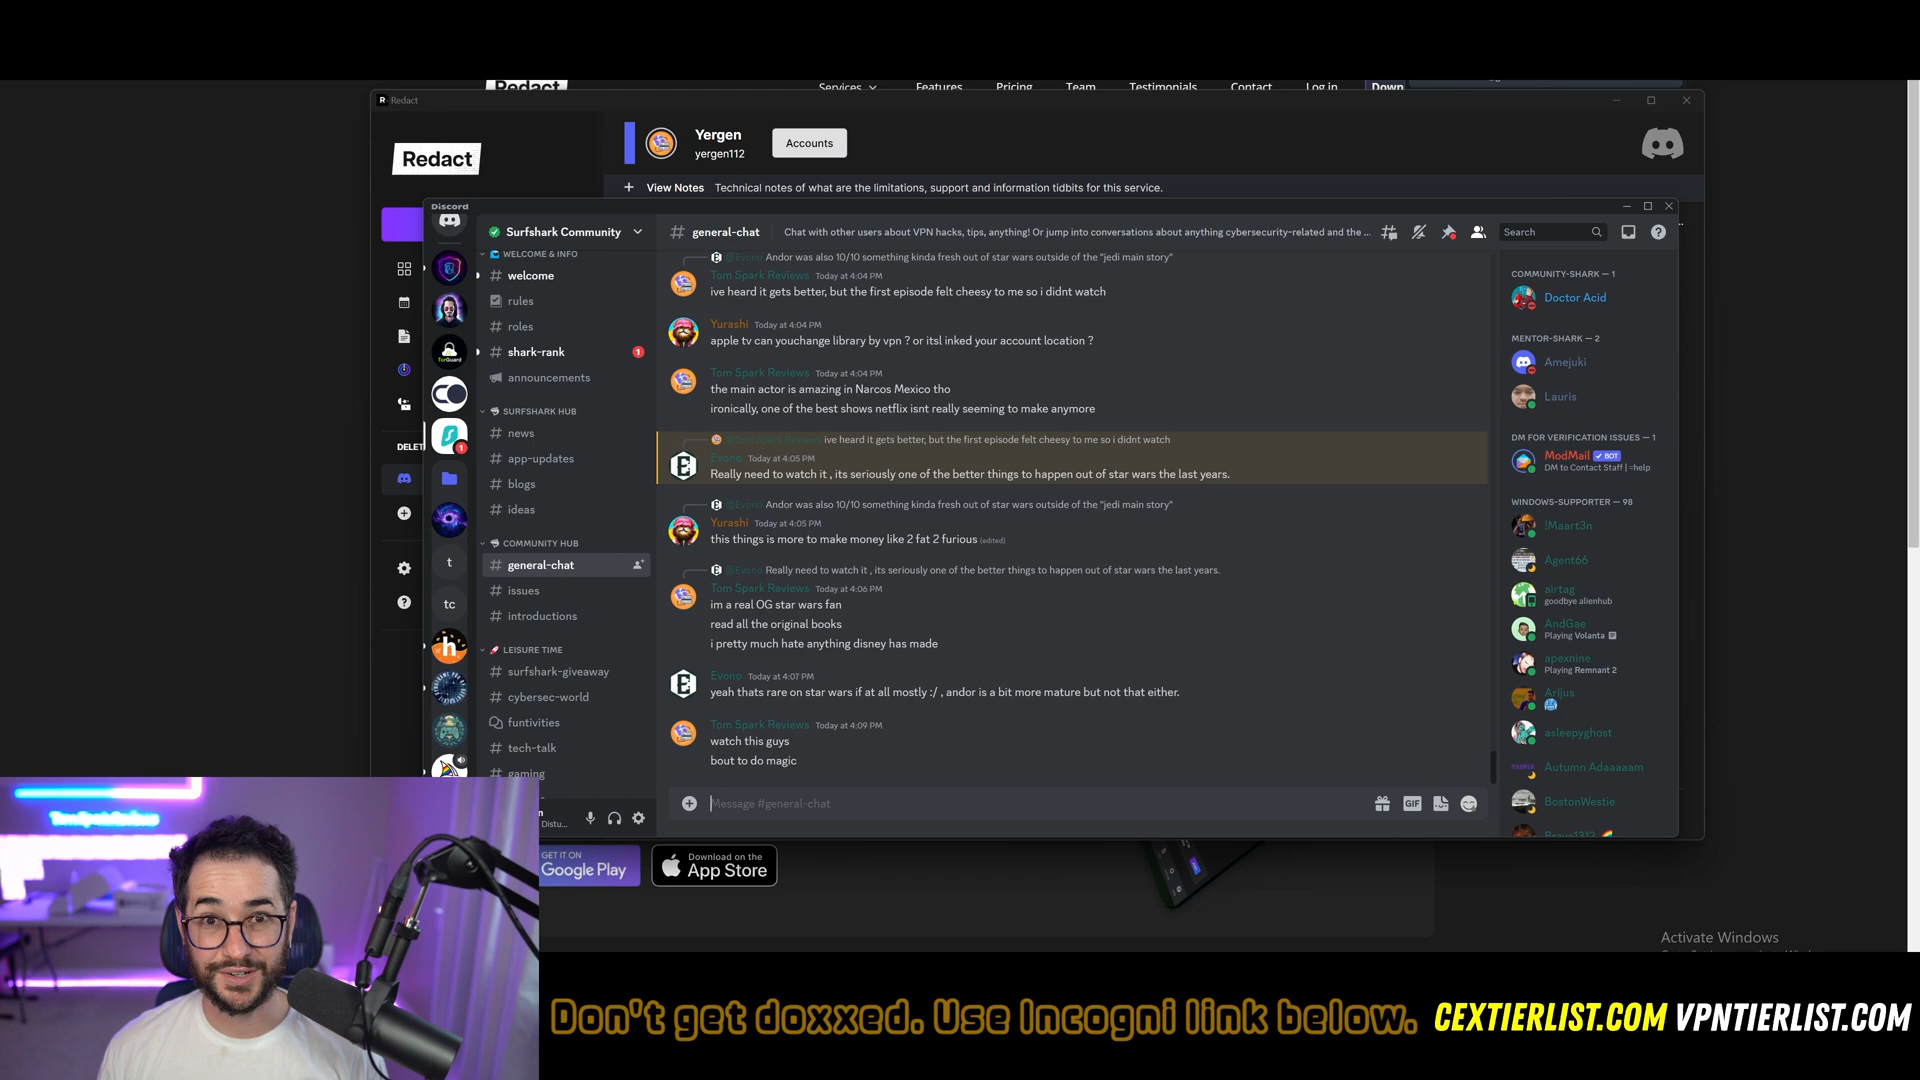 Redact
Services
Features
Pricing
Team
Testimonials
Contact
Log in
Down
R Redact
Redact
Yergen
yergen112
Accounts
+ View Notes Technical notes of what are the limitations, support and information tidbits for this service.
DELET
Discord
Surfshark Community
WELCOME & INFO
welcome
rules
roles
shark-rank
1
announcements
SURFSHARK HUB
news
app-updates
blogs
ideas
COMMUNITY HUB
general-chat
issues
introductions
LEISURE TIME
surfshark-giveaway
cybersec-world
funtivities
tech-talk
gaming
TorGuard
1
t
tc
h
n
Distu...
# general-chat
Chat with other users about VPN hacks, tips, anything! Or jump into conversations about anything cybersecurity-related and the ...
Search
@Evono Andor was also 10/10 something kinda fresh out of star wars outside of the "jedi main story"
Tom Spark Reviews Today at 4:04 PM
ive heard it gets better, but the first episode felt cheesy to me so i didnt watch
Yurashi Today at 4:04 PM
apple tv can youchange library by vpn ? or itsl inked your account location ?
Tom Spark Reviews Today at 4:04 PM
the main actor is amazing in Narcos Mexico tho
ironically, one of the best shows netflix isnt really seeming to make anymore
@Tom Spark Reviews ive heard it gets better, but the first episode felt cheesy to me so i didnt watch
Evono Today at 4:05 PM
Really need to watch it , its seriously one of the better things to happen out of star wars the last years.
@Evono Andor was also 10/10 something kinda fresh out of star wars outside of the "jedi main story"
Yurashi Today at 4:05 PM
this things is more to make money like 2 fat 2 furious (edited)
@Evono Really need to watch it , its seriously one of the better things to happen out of star wars the last years.
Tom Spark Reviews Today at 4:06 PM
im a real OG star wars fan
read all the original books
i pretty much hate anything disney has made
Evono Today at 4:07 PM
yeah thats rare on star wars if at all mostly :/ , andor is a bit more mature but not that either.
Tom Spark Reviews Today at 4:09 PM
watch this guys
bout to do magic
Message #general-chat
GIF
COMMUNITY-SHARK — 1
Doctor Acid
MENTOR-SHARK — 2
Amejuki
Lauris
DM FOR VERIFICATION ISSUES — 1
ModMail ✓ BOT
DM to Contact Staff | =help
WINDOWS-SUPPORTER — 98
!Maart3n
Agent66
airtag
goodbye alienhub
AndGae
Playing Volanta
apexnine
Playing Remnant 2
Arijus
asleepyghost
Autumn Adaaaaam
BostonWestie
Bravo1312
GET IT ON
Google Play
Download on the
App Store
Activate Windows
TomSparkReviews
Don't get doxxed. Use Incogni link below.
CEXTIERLIST.COM VPNTIERLIST.COM